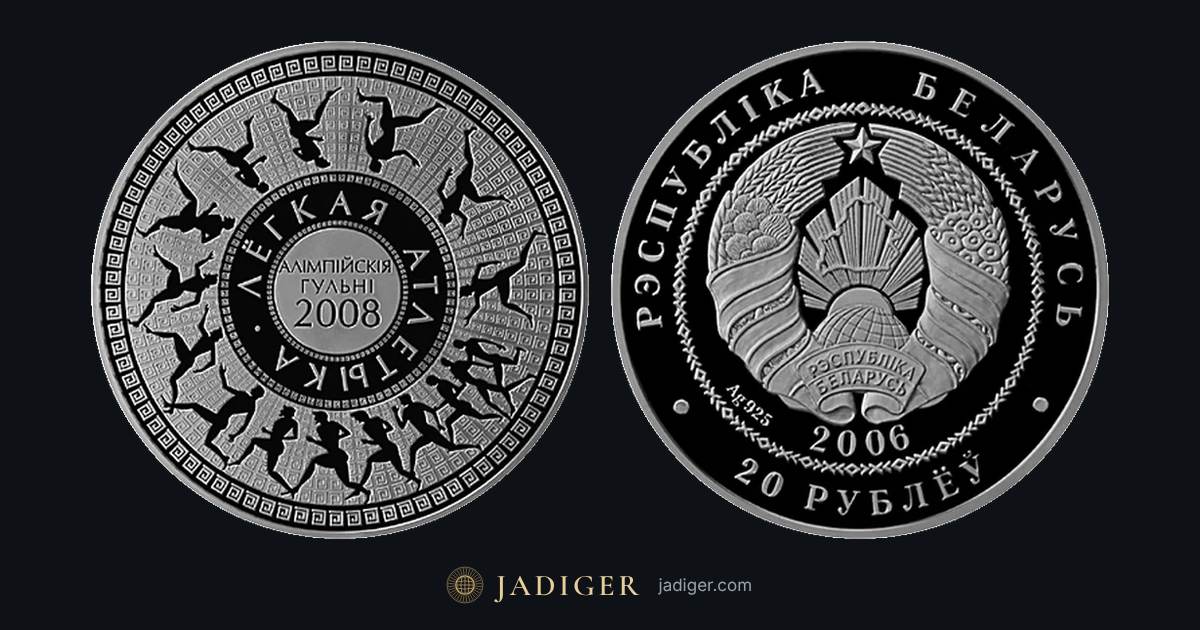 ЛЁГКАЯ АТЛЕТЫКА
АЛІМПІЙСКІЯ
ГУЛЬНІ
2008
РЭСПУБЛІКА БЕЛАРУСЬ
РЭСПУБЛІКА
БЕЛАРУСЬ
Ag 925
2006
20 РУБЛЁЎ
JADIGER jadiger.com